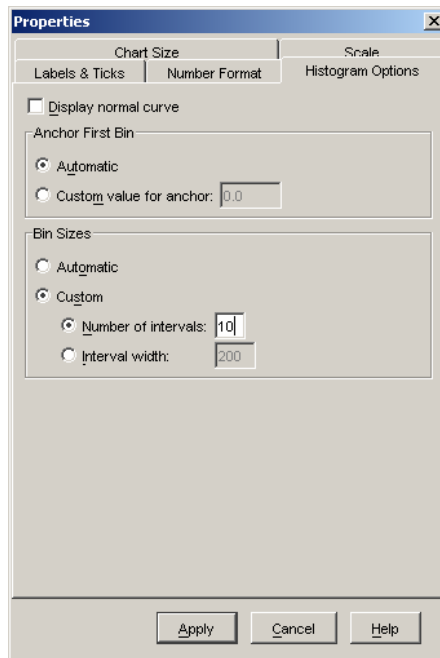 Properties
Chart Size Scale
Labels & Ticks Number Format Histogram Options
Display normal curve
Anchor First Bin
Automatic
Custom value for anchor: 0.0
Bin Sizes
Automatic
Custom
Number of intervals: 10
Interval width: 200
Apply Cancel Help